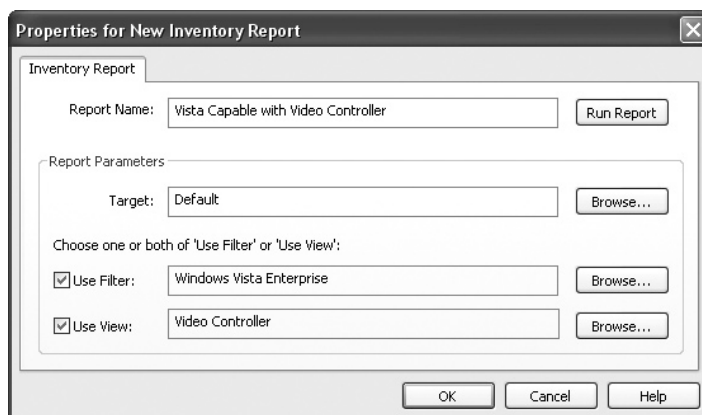 Properties for New Inventory Report
Inventory Report
Report Name: Vista Capable with Video Controller Run Report
Report Parameters
Target: Default Browse...
Choose one or both of 'Use Filter' or 'Use View':
Use Filter: Windows Vista Enterprise Browse...
Use View: Video Controller Browse...
OK Cancel Help